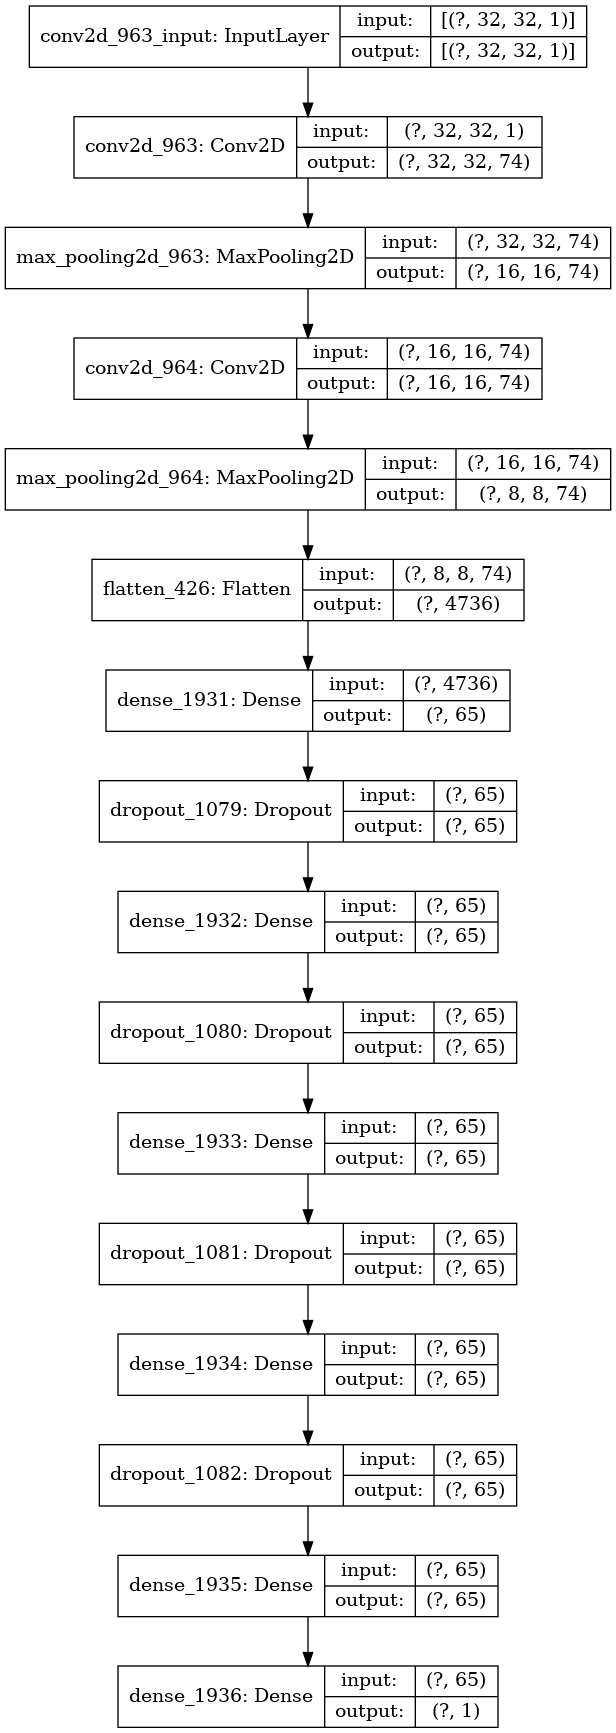 conv2d_963_input: InputLayer input: [(?, 32, 32, 1)]
output: [(?, 32, 32, 1)]
conv2d_963: Conv2D input: (?, 32, 32, 1)
output: (?, 32, 32, 74)
max_pooling2d_963: MaxPooling2D input: (?, 32, 32, 74)
output: (?, 16, 16, 74)
conv2d_964: Conv2D input: (?, 16, 16, 74)
output: (?, 16, 16, 74)
max_pooling2d_964: MaxPooling2D input: (?, 16, 16, 74)
output: (?, 8, 8, 74)
flatten_426: Flatten input: (?, 8, 8, 74)
output: (?, 4736)
dense_1931: Dense input: (?, 4736)
output: (?, 65)
dropout_1079: Dropout input: (?, 65)
output: (?, 65)
dense_1932: Dense input: (?, 65)
output: (?, 65)
dropout_1080: Dropout input: (?, 65)
output: (?, 65)
dense_1933: Dense input: (?, 65)
output: (?, 65)
dropout_1081: Dropout input: (?, 65)
output: (?, 65)
dense_1934: Dense input: (?, 65)
output: (?, 65)
dropout_1082: Dropout input: (?, 65)
output: (?, 65)
dense_1935: Dense input: (?, 65)
output: (?, 65)
dense_1936: Dense input: (?, 65)
output: (?, 1)